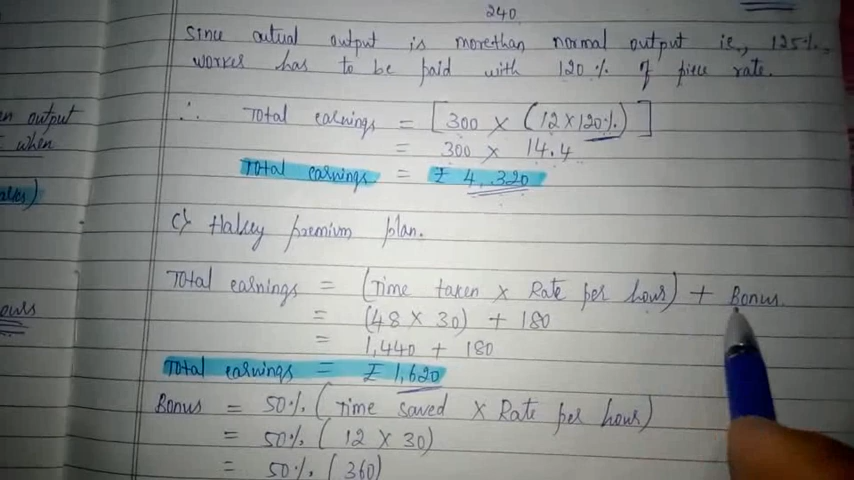 240
Since actual output is morethan normal output i.e., 125%,
worker has to be paid with 120% of piece rate.
∴ Total earnings = [300 × (12×120%)]
= 300 × 14.4
Total earnings = ₹ 4,320
c) Halsey premium plan.
Total earnings = (Time taken × Rate per hour) + Bonus.
= (48 × 30) + 180
= 1,440 + 180
Total earnings = ₹ 1,620
Bonus = 50% (Time saved × Rate per hour)
= 50% (12 × 30)
= 50% (360)
output
when